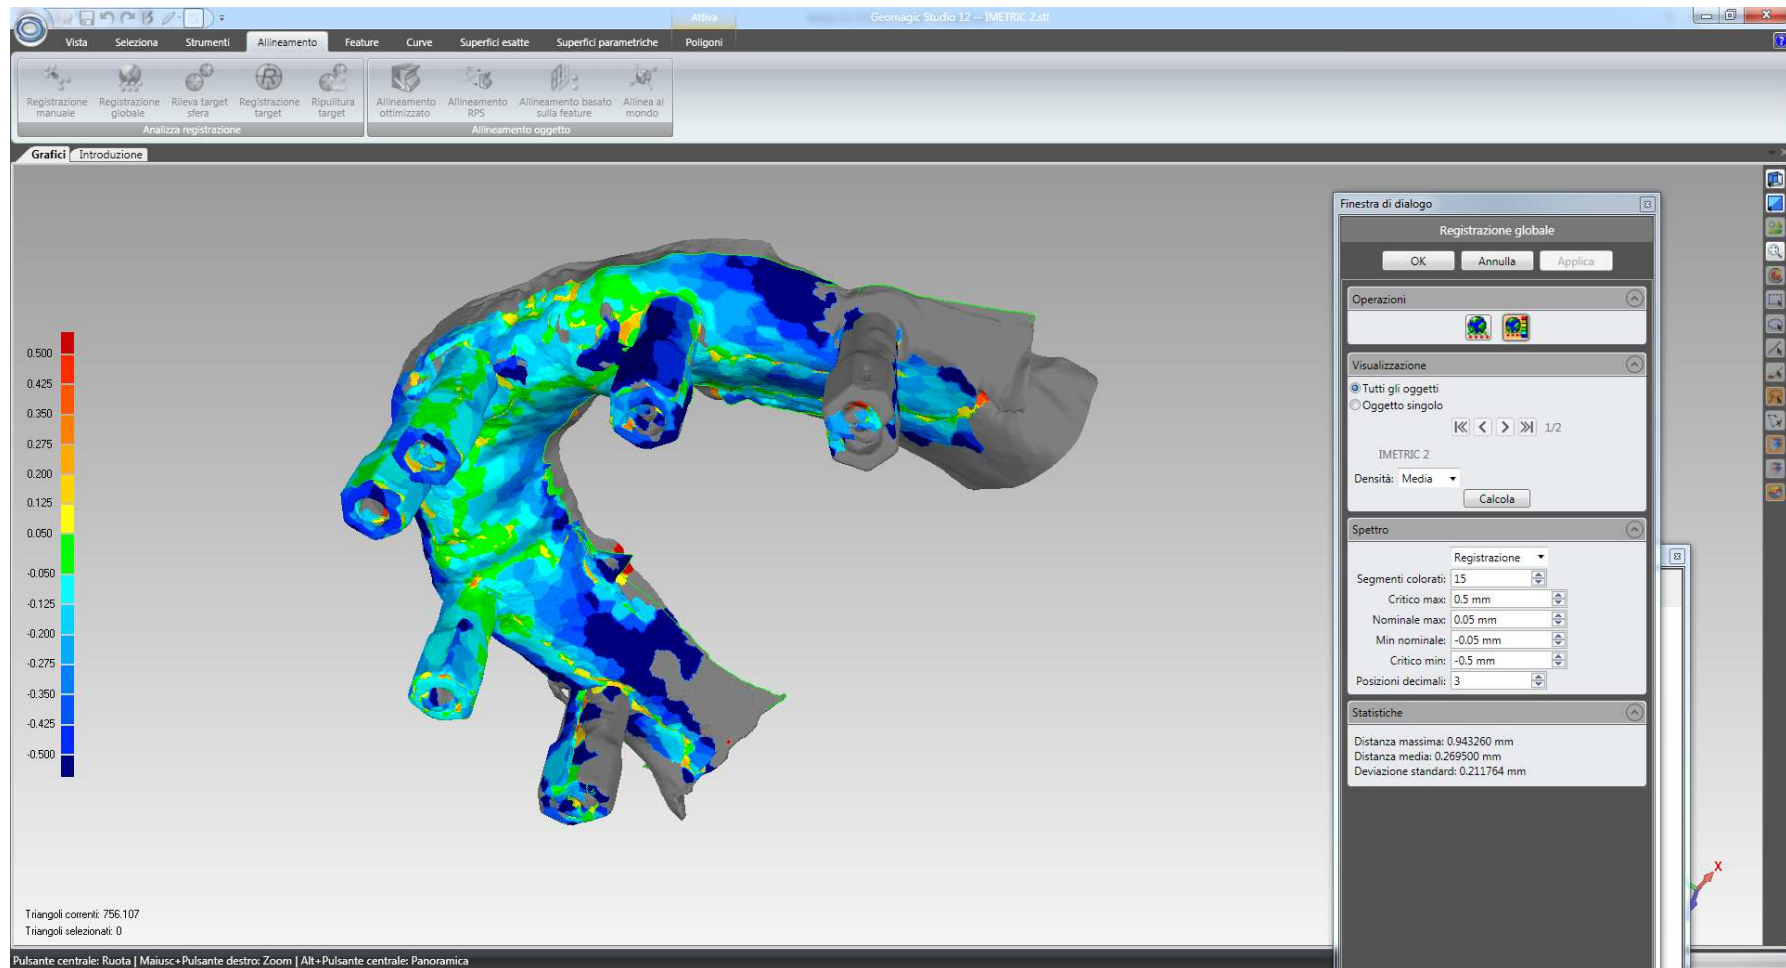 Attiva
Geomagic Studio 12 -- IMETRIC 2.stl
Vista Seleziona Strumenti Allineamento Feature Curve Superfici esatte Superfici parametriche Poligoni
Registrazione manuale
Registrazione globale
Rileva target sfera
Registrazione target
Ripulitura target
Allineamento ottimizzato
Allineamento RPS
Allineamento basato sulla feature
Allinea al mondo
Analizza registrazione
Allineamento oggetto
Grafici Introduzione
0.500
0.425
0.350
0.275
0.200
0.125
0.050
-0.050
-0.125
-0.200
-0.275
-0.350
-0.425
-0.500
Finestra di dialogo
Registrazione globale
OK Annulla Applica
Operazioni
Visualizzazione
Tutti gli oggetti
Oggetto singolo
1/2
IMETRIC 2
Densità: Media
Calcola
Spettro
Registrazione
Segmenti colorati: 15
Critico max: 0.5 mm
Nominale max: 0.05 mm
Min nominale: -0.05 mm
Critico min: -0.5 mm
Posizioni decimali: 3
Statistiche
Distanza massima: 0.943260 mm
Distanza media: 0.269500 mm
Deviazione standard: 0.211764 mm
X
Triangoli correnti: 756.107
Triangoli selezionati: 0
Pulsante centrale: Ruota | Maiusc+Pulsante destro: Zoom | Alt+Pulsante centrale: Panoramica